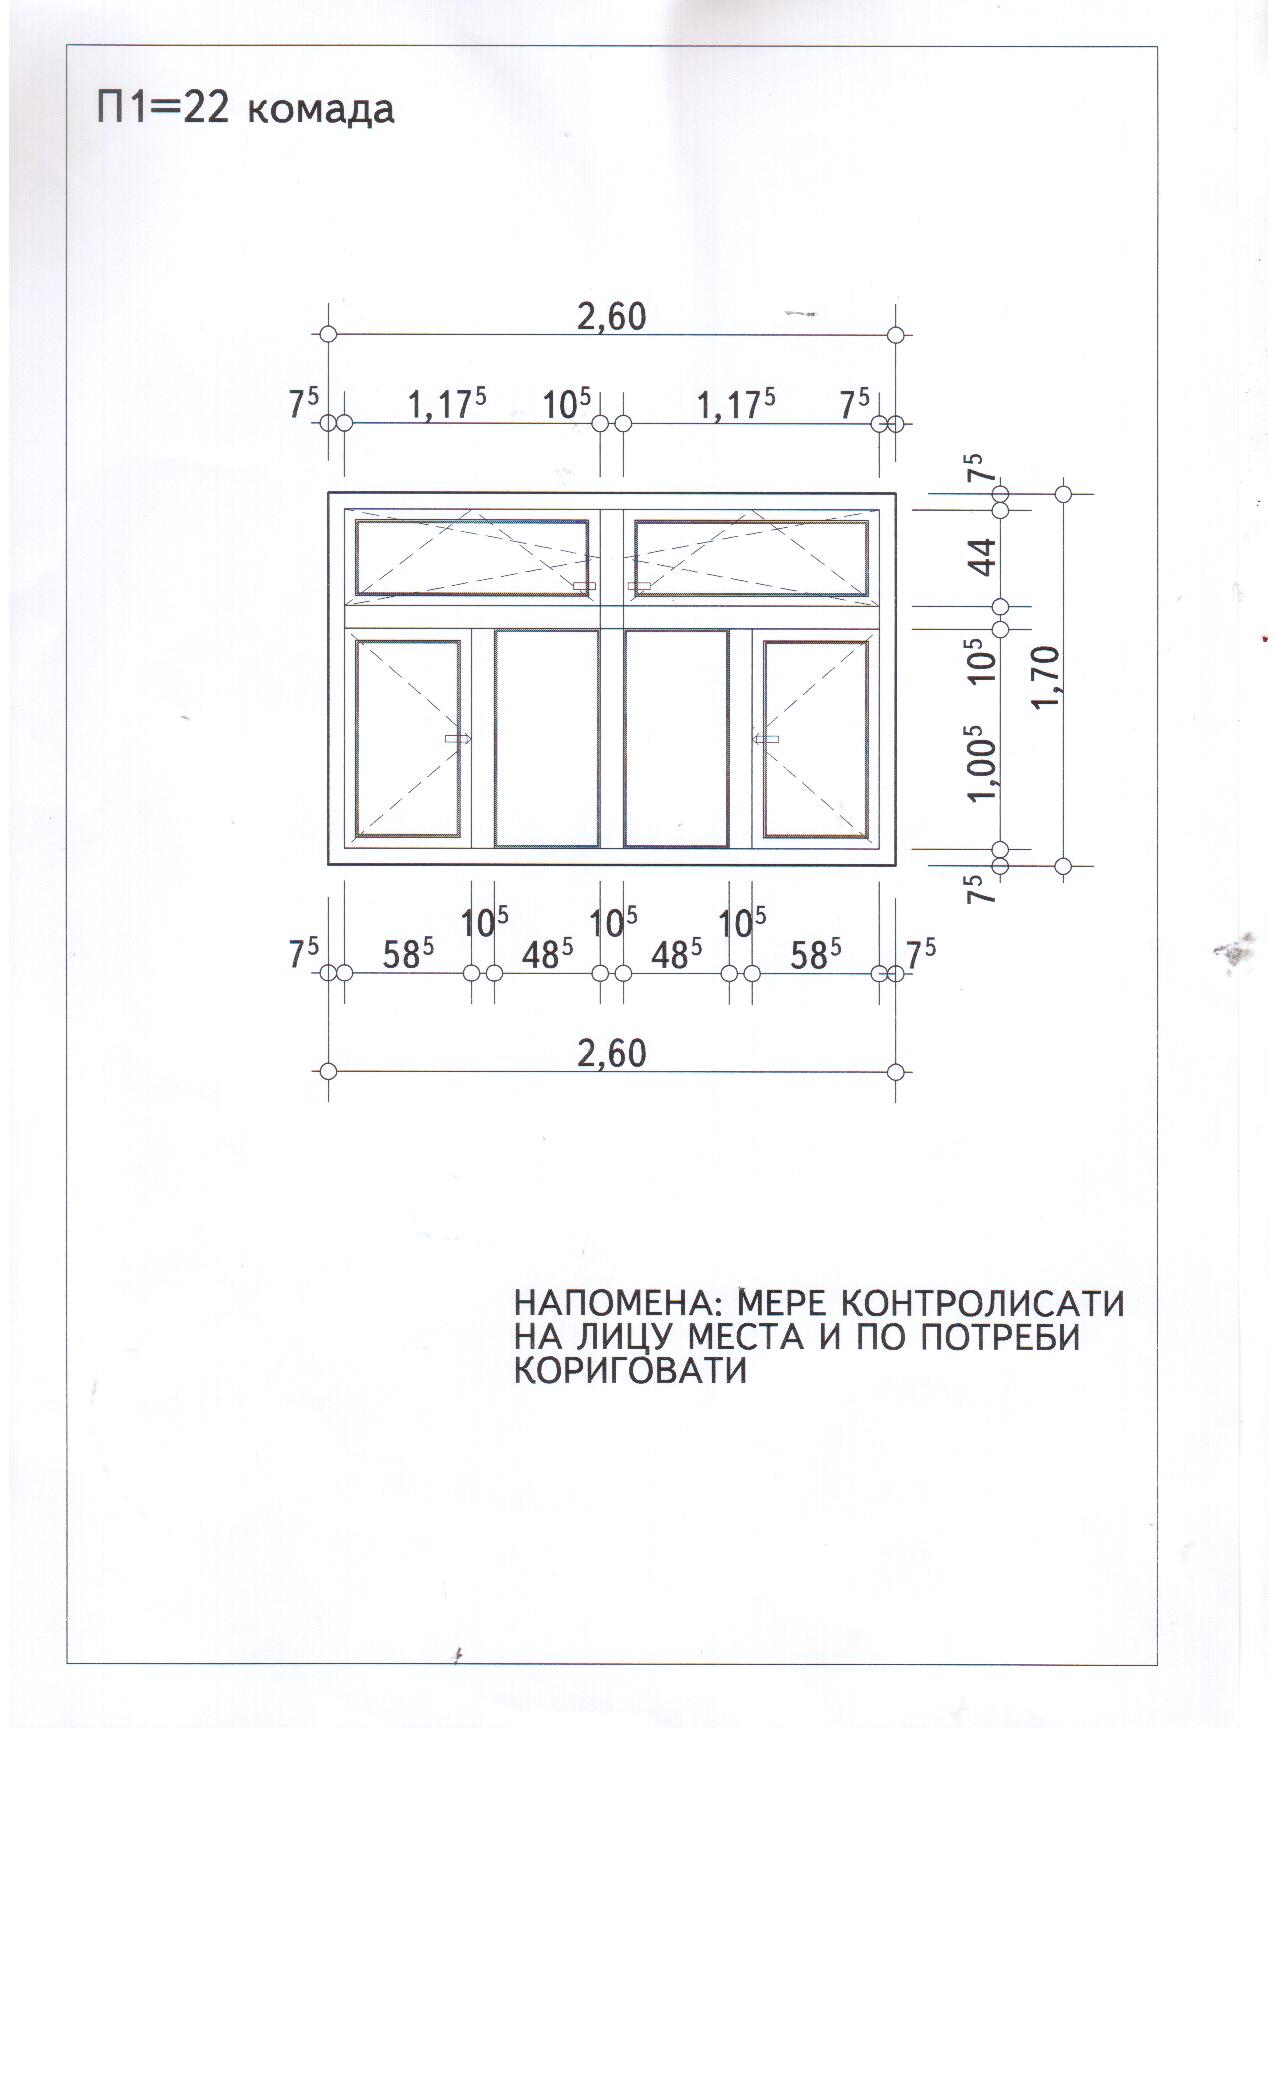 П1=22 комада
2,60
7⁵ 1,17⁵ 10⁵ 1,17⁵ 7⁵
7⁵
44
10⁵
1,00⁵
7⁵
1,70
10⁵ 10⁵ 10⁵
7⁵ 58⁵ 48⁵ 48⁵ 58⁵ 7⁵
2,60
НАПОМЕНА: МЕРЕ КОНТРОЛИСАТИ
НА ЛИЦУ МЕСТА И ПО ПОТРЕБИ
КОРИГОВАТИ